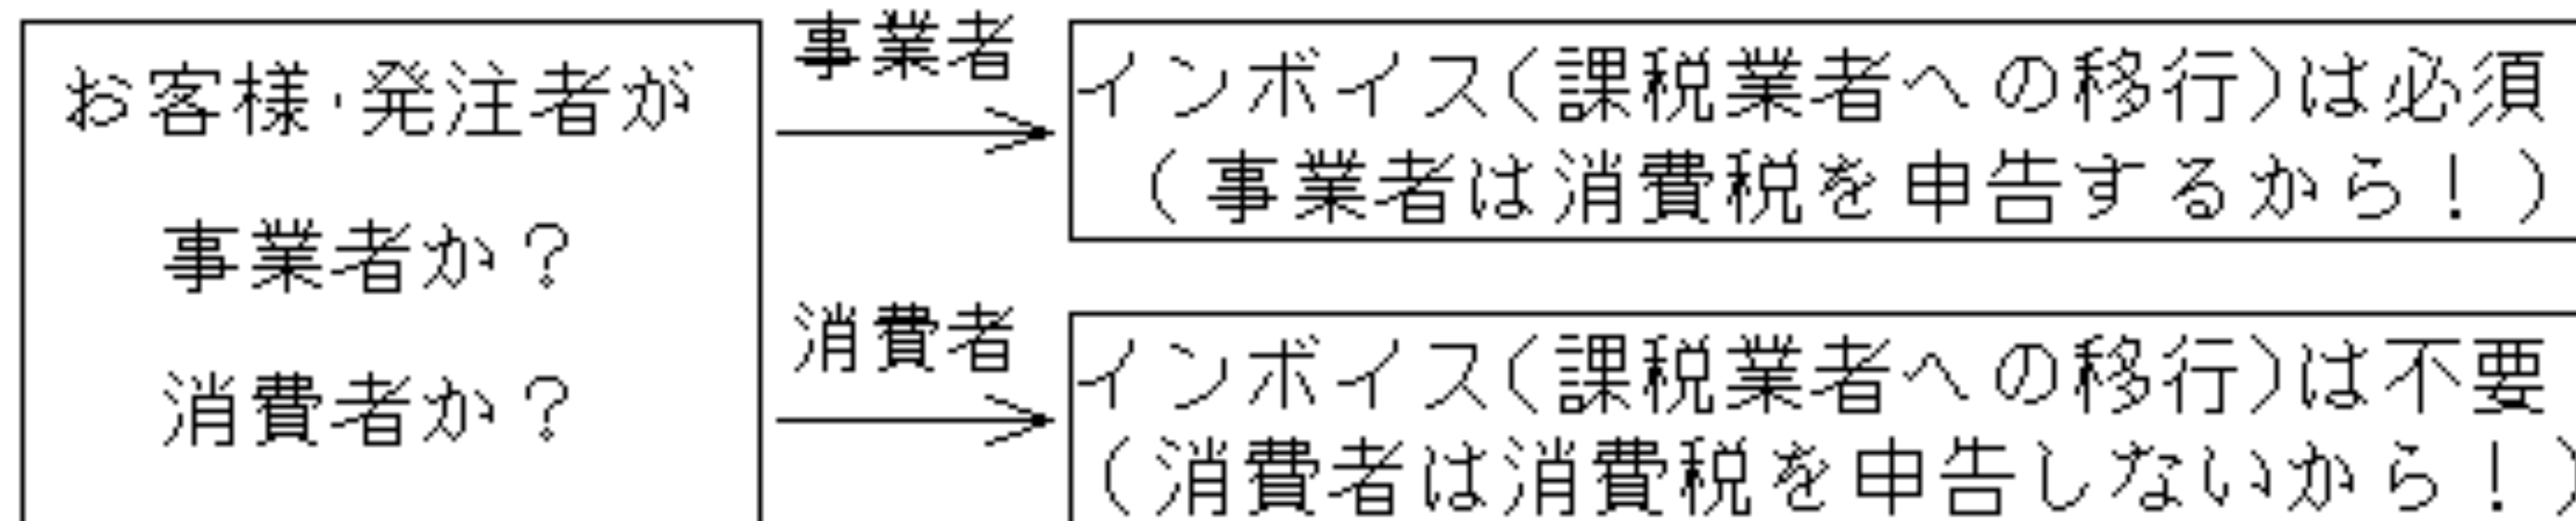 お客様・発注者が
事業者か？
消費者か？
事業者
インボイス(課税業者への移行)は必須
（事業者は消費税を申告するから！）
消費者
インボイス(課税業者への移行)は不要
（消費者は消費税を申告しないから！）